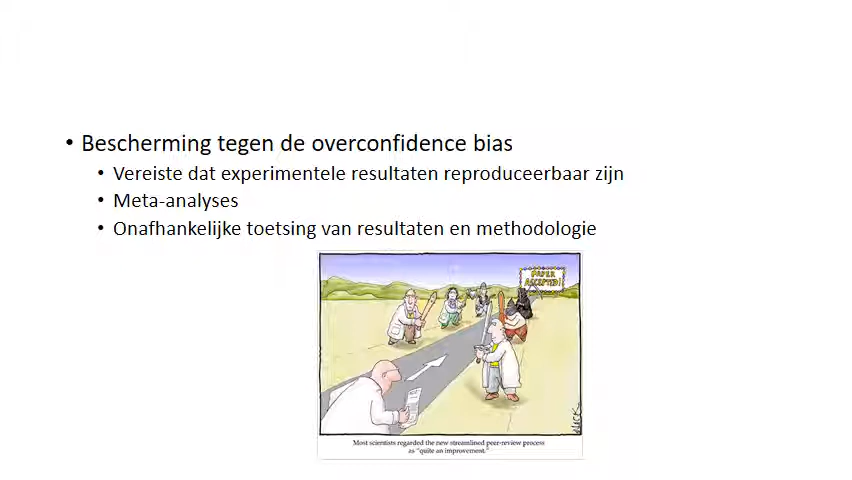 • Bescherming tegen de overconfidence bias
• Vereiste dat experimentele resultaten reproduceerbaar zijn
• Meta-analyses
• Onafhankelijke toetsing van resultaten en methodologie
PAPER
ACCEPTED!
NICK
Most scientists regarded the new streamlined peer-review process
as "quite an improvement."